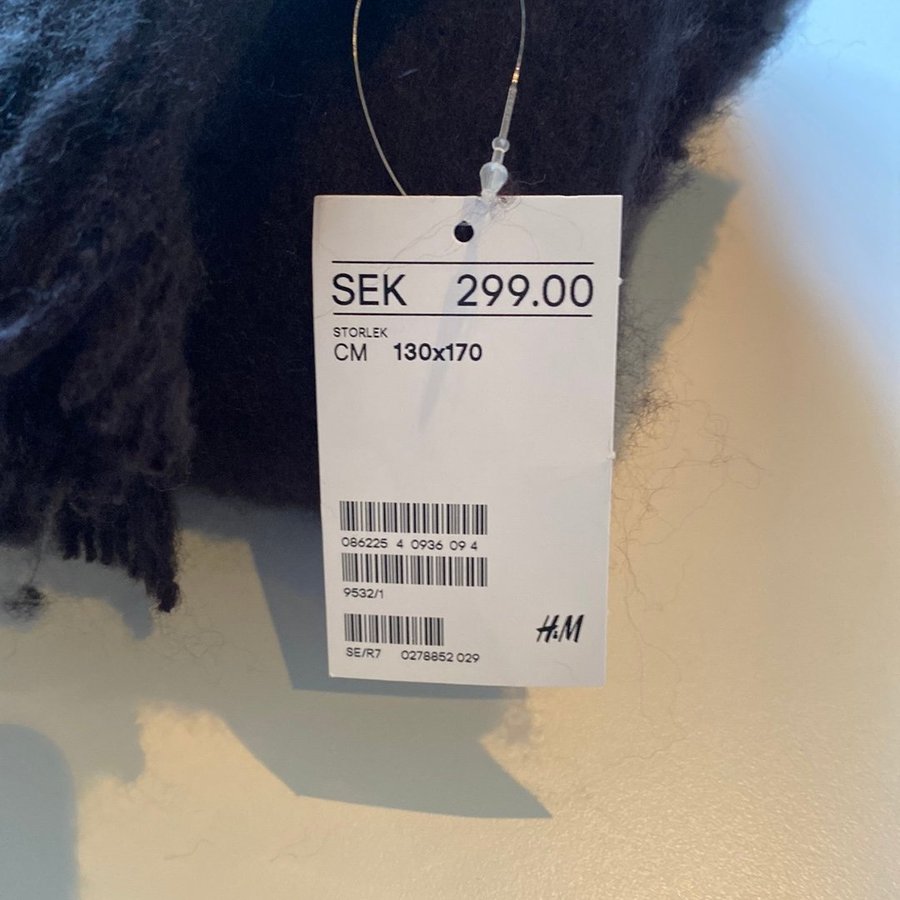 SEK 299.00
STORLEK
CM 130x170
086225 4 0936 09 4
9532/1
H&M
SE/R7 0278852 029